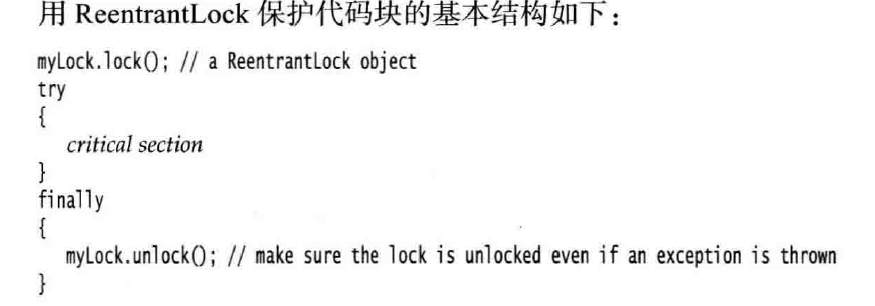 用 ReentrantLock 保护代码块的基本结构如下：
myLock.lock(); // a ReentrantLock object
try
{
   critical section
}
finally
{
   myLock.unlock(); // make sure the lock is unlocked even if an exception is thrown
}